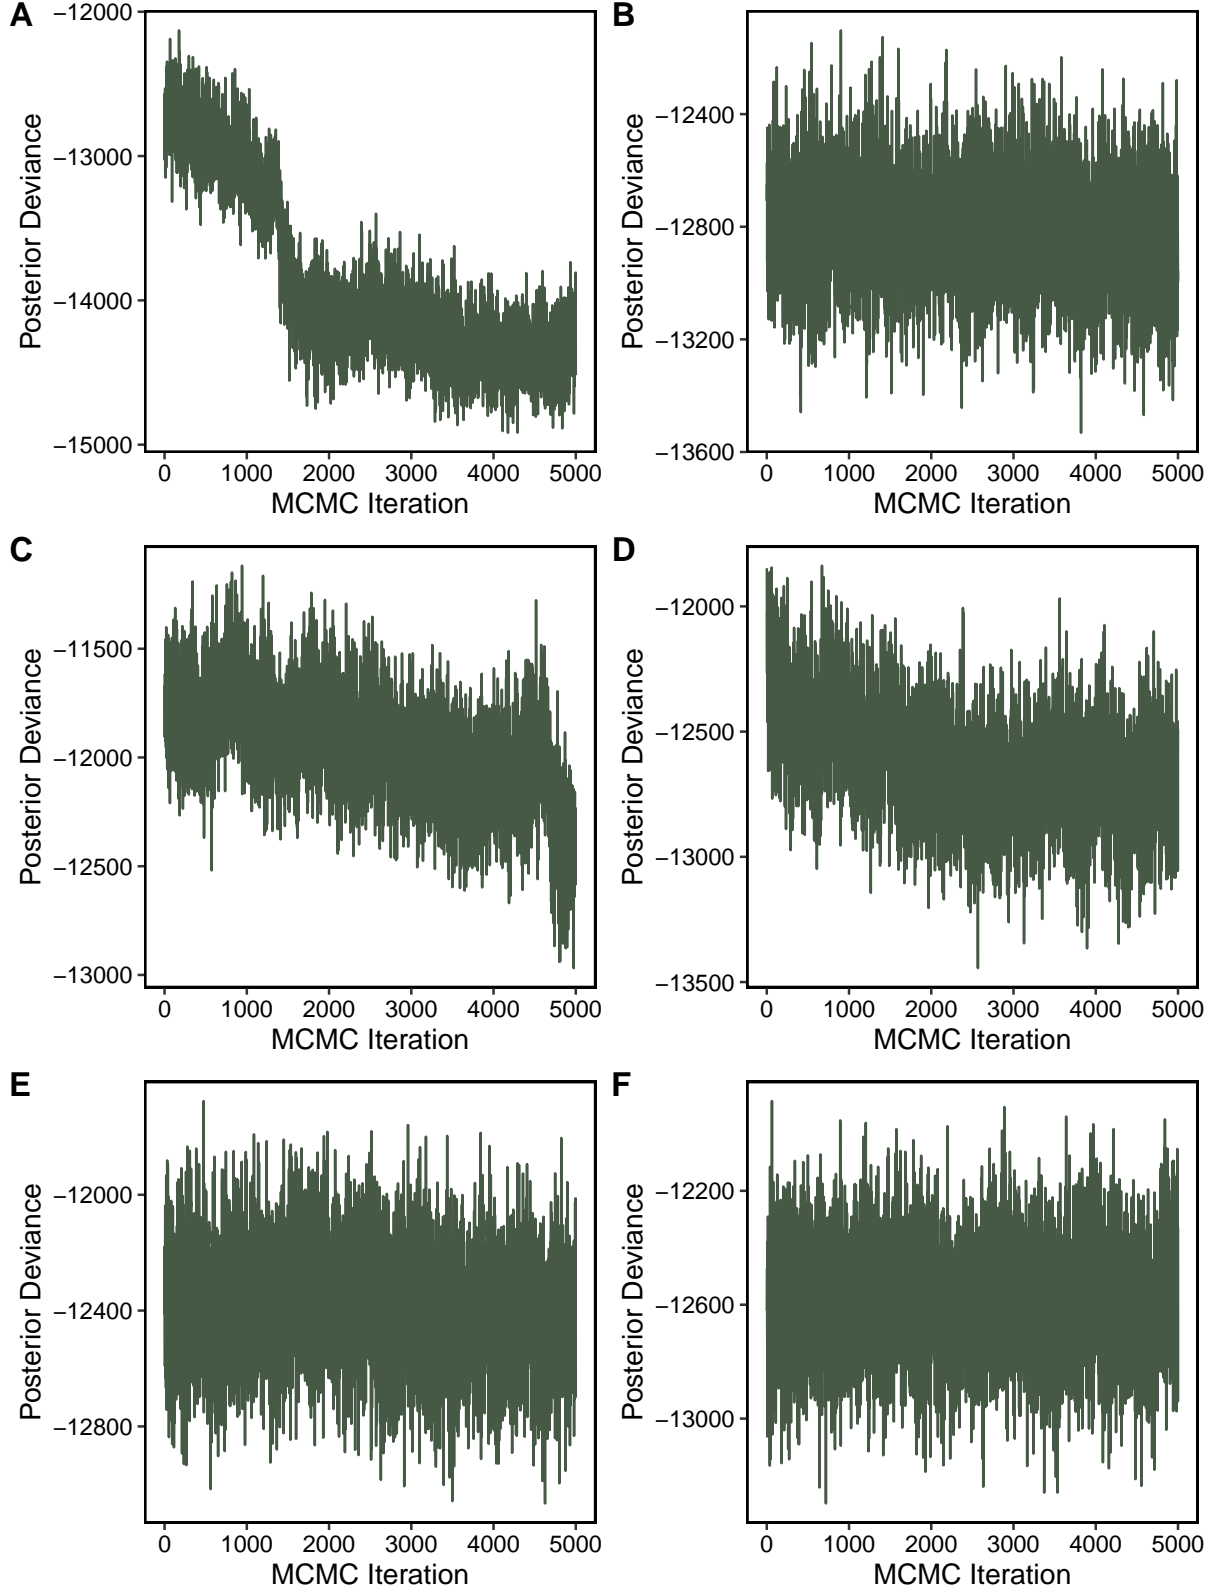 A
Posterior Deviance
−12000
−13000
−14000
−15000
0 1000 2000 3000 4000 5000
MCMC Iteration
B
Posterior Deviance
−12400
−12800
−13200
−13600
0 1000 2000 3000 4000 5000
MCMC Iteration
C
Posterior Deviance
−11500
−12000
−12500
−13000
0 1000 2000 3000 4000 5000
MCMC Iteration
D
Posterior Deviance
−12000
−12500
−13000
−13500
0 1000 2000 3000 4000 5000
MCMC Iteration
E
Posterior Deviance
−12000
−12400
−12800
0 1000 2000 3000 4000 5000
MCMC Iteration
F
Posterior Deviance
−12200
−12600
−13000
0 1000 2000 3000 4000 5000
MCMC Iteration